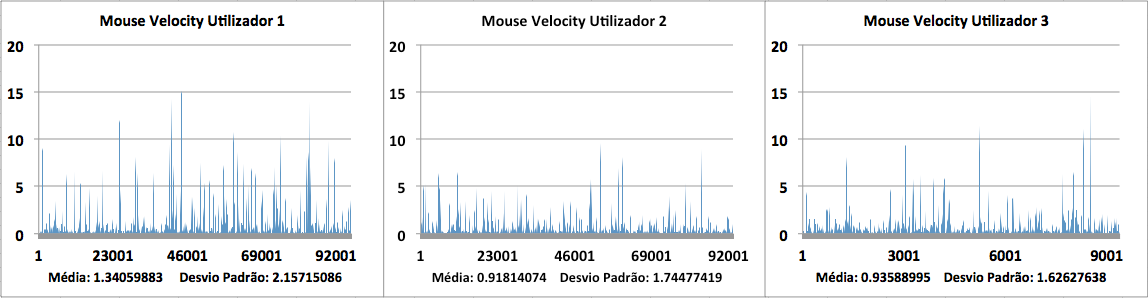 Mouse Velocity Utilizador 1
20
15
10
5
0
1 23001 46001 69001 92001
Média: 1.34059883 Desvio Padrão: 2.15715086
Mouse Velocity Utilizador 2
20
15
10
5
0
1 23001 46001 69001 92001
Média: 0.91814074 Desvio Padrão: 1.74477419
Mouse Velocity Utilizador 3
20
15
10
5
0
1 3001 6001 9001
Média: 0.93588995 Desvio Padrão: 1.62627638